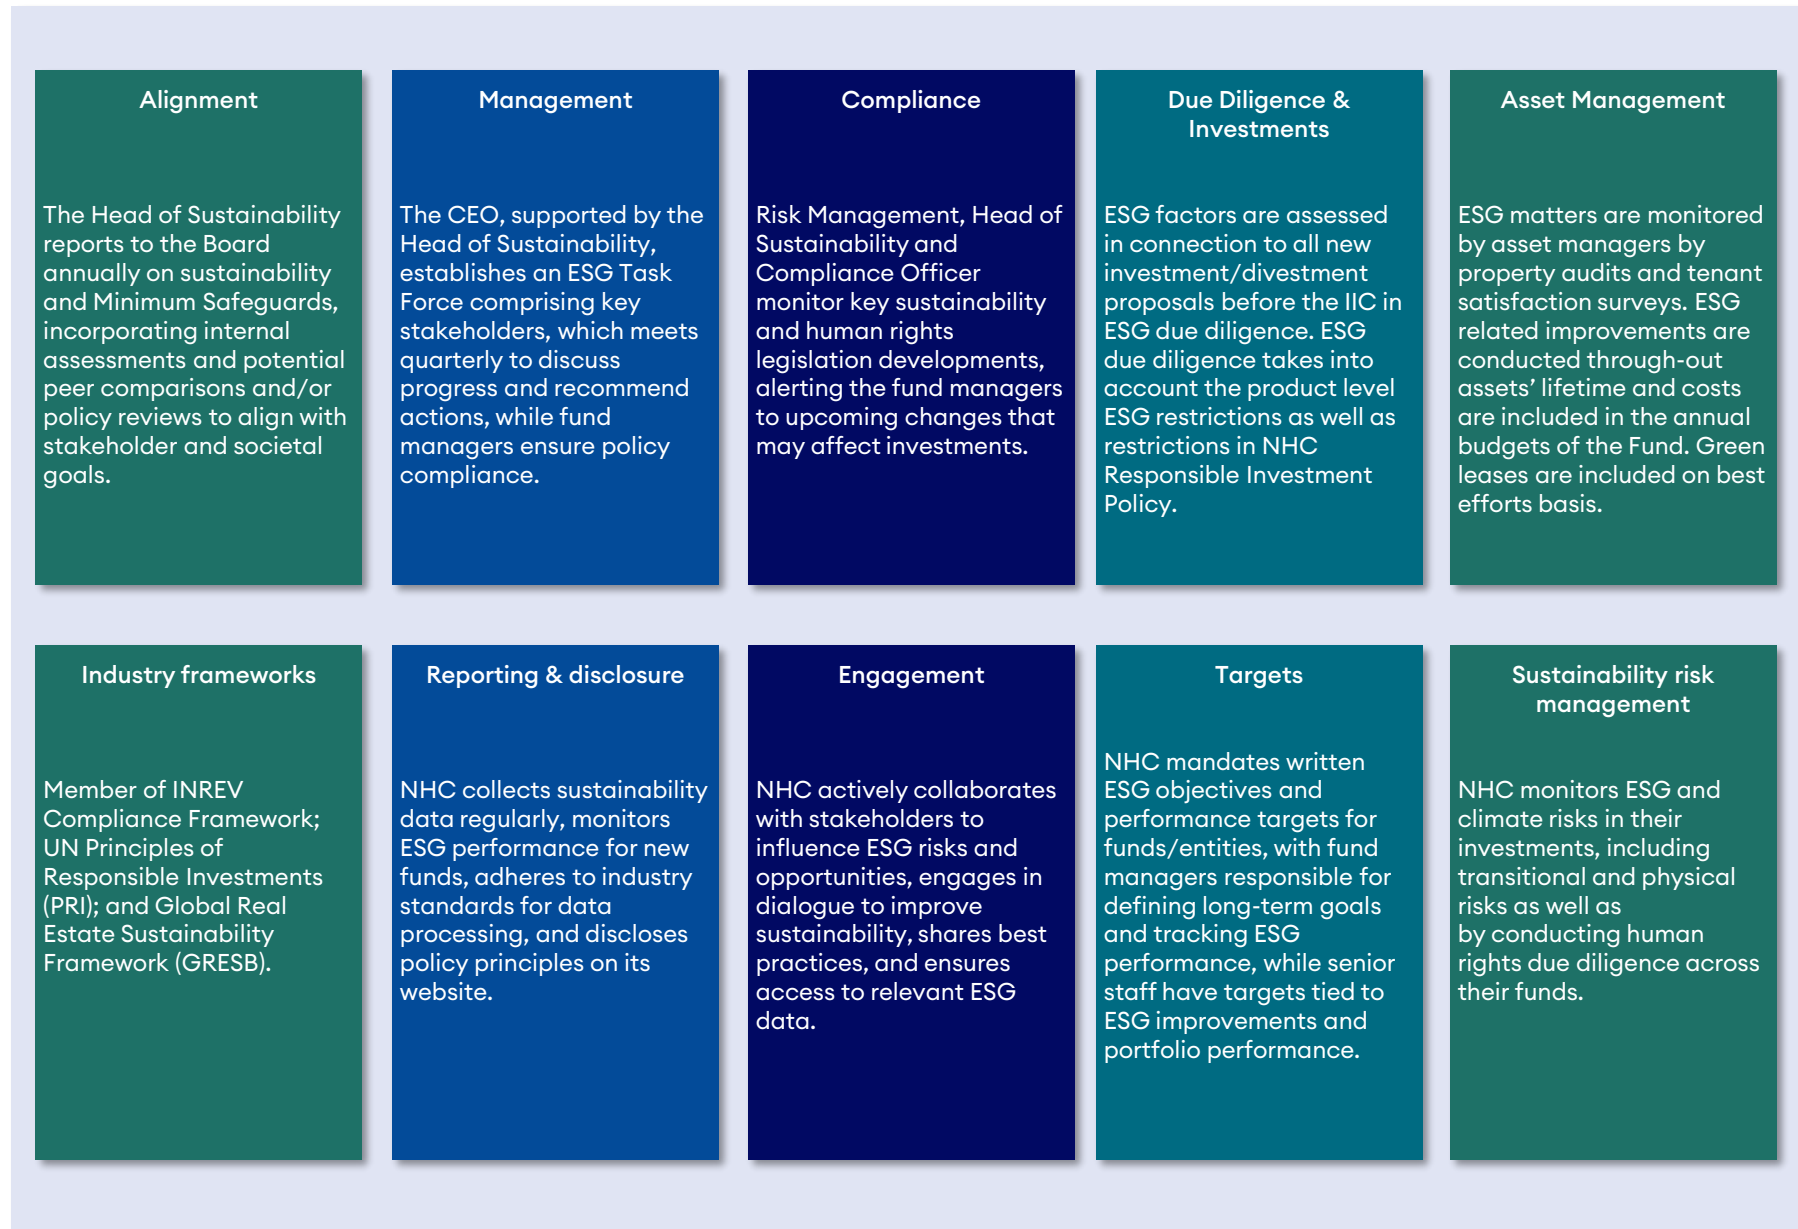 Alignment
The Head of Sustainability
reports to the Board
annually on sustainability
and Minimum Safeguards,
incorporating internal
assessments and potential
peer comparisons and/or
policy reviews to align with
stakeholder and societal
goals.
Management
The CEO, supported by the
Head of Sustainability,
establishes an ESG Task
Force comprising key
stakeholders, which meets
quarterly to discuss
progress and recommend
actions, while fund
managers ensure policy
compliance.
Compliance
Risk Management, Head of
Sustainability and
Compliance Officer
monitor key sustainability
and human rights
legislation developments,
alerting the fund managers
to upcoming changes that
may affect investments.
Due Diligence &
Investments
ESG factors are assessed
in connection to all new
investment/divestment
proposals before the IIC in
ESG due diligence. ESG
due diligence takes into
account the product level
ESG restrictions as well as
restrictions in NHC
Responsible Investment
Policy.
Asset Management
ESG matters are monitored
by asset managers by
property audits and tenant
satisfaction surveys. ESG
related improvements are
conducted through-out
assets’ lifetime and costs
are included in the annual
budgets of the Fund. Green
leases are included on best
efforts basis.
Industry frameworks
Member of INREV
Compliance Framework;
UN Principles of
Responsible Investments
(PRI); and Global Real
Estate Sustainability
Framework (GRESB).
Reporting & disclosure
NHC collects sustainability
data regularly, monitors
ESG performance for new
funds, adheres to industry
standards for data
processing, and discloses
policy principles on its
website.
Engagement
NHC actively collaborates
with stakeholders to
influence ESG risks and
opportunities, engages in
dialogue to improve
sustainability, shares best
practices, and ensures
access to relevant ESG
data.
Targets
NHC mandates written
ESG objectives and
performance targets for
funds/entities, with fund
managers responsible for
defining long-term goals
and tracking ESG
performance, while senior
staff have targets tied to
ESG improvements and
portfolio performance.
Sustainability risk
management
NHC monitors ESG and
climate risks in their
investments, including
transitional and physical
risks as well as
by conducting human
rights due diligence across
their funds.